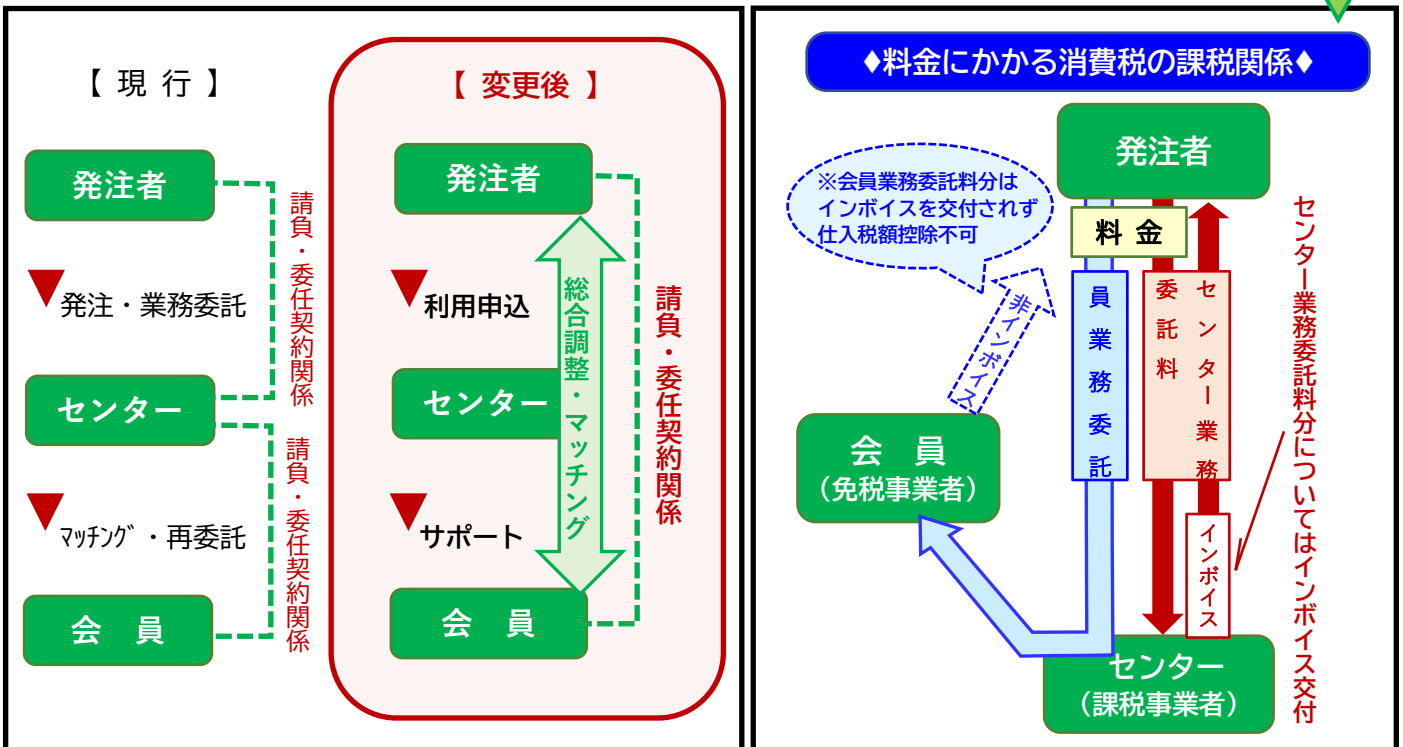 【 現 行 】
発注者
発注・業務委託
センター
ﾏｯﾁﾝｸﾞ・再委託
会 員
請負・委任契約関係
請負・委任契約関係
【 変更後 】
発注者
利用申込
センター
サポート
会 員
総合調整・マッチング
請負・委任契約関係
♦料金にかかる消費税の課税関係♦
発注者
※会員業務委託料分は
インボイスを交付されず
仕入税額控除不可
料 金
非インボイス
員業務委託
センター業務
委託料
インボイス
会 員
(免税事業者)
センター
(課税事業者)
センター業務委託料分についてはインボイス交付